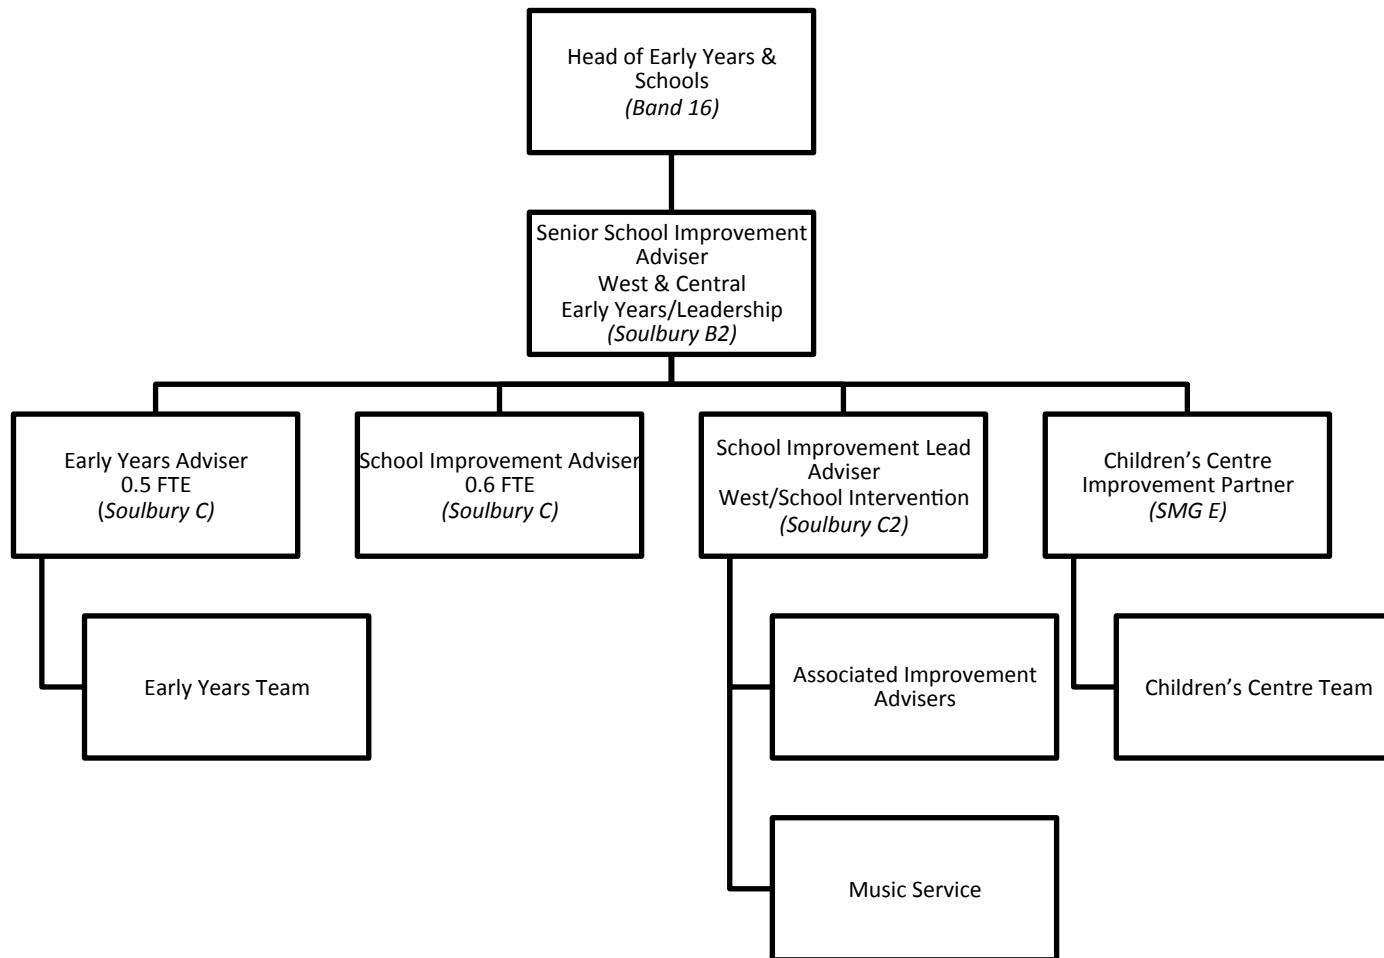 Head of Early Years &
Schools
(Band 16)
Senior School Improvement
Adviser
West & Central
Early Years/Leadership
(Soulbury B2)
Early Years Adviser
0.5 FTE
(Soulbury C)
School Improvement Adviser
0.6 FTE
(Soulbury C)
School Improvement Lead
Adviser
West/School Intervention
(Soulbury C2)
Children’s Centre
Improvement Partner
(SMG E)
Early Years Team
Associated Improvement
Advisers
Children’s Centre Team
Music Service